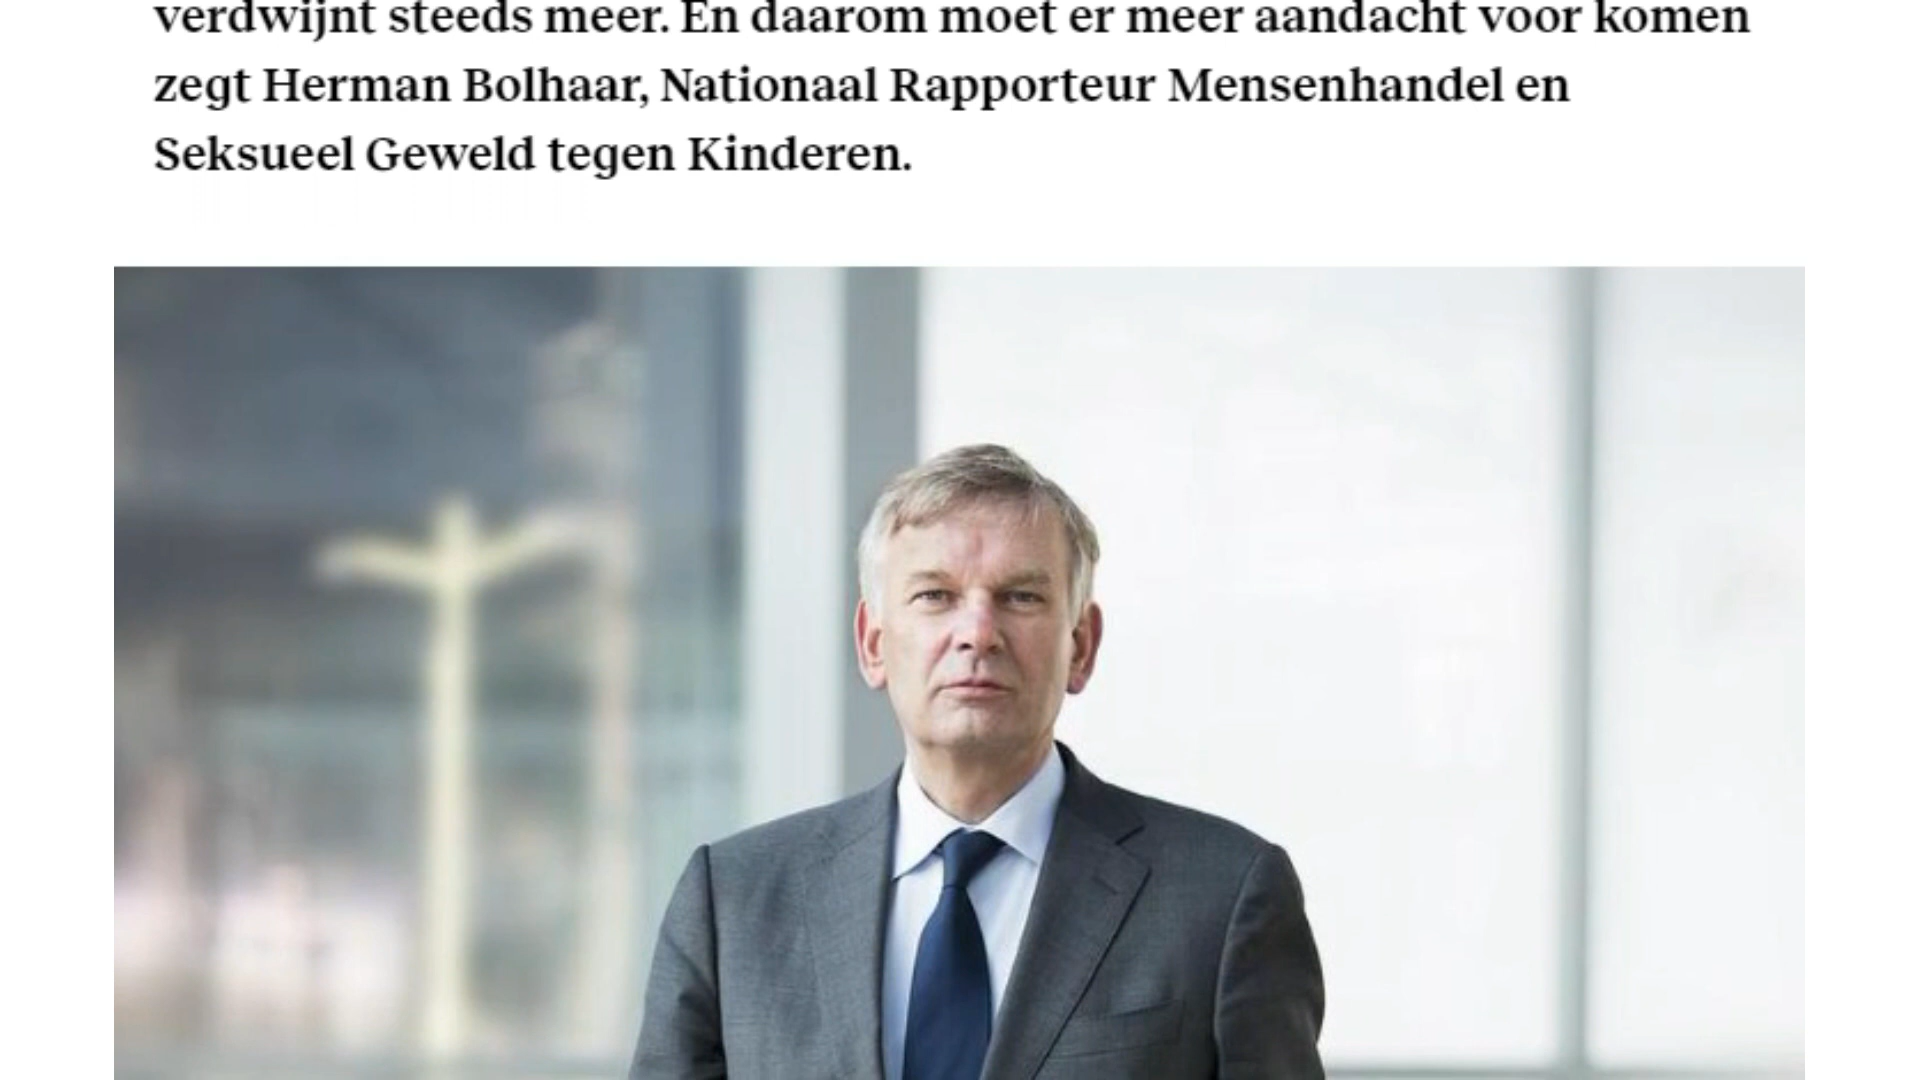 verdwijnt steeds meer. En daarom moet er meer aandacht voor komen
zegt Herman Bolhaar, Nationaal Rapporteur Mensenhandel en
Seksueel Geweld tegen Kinderen.